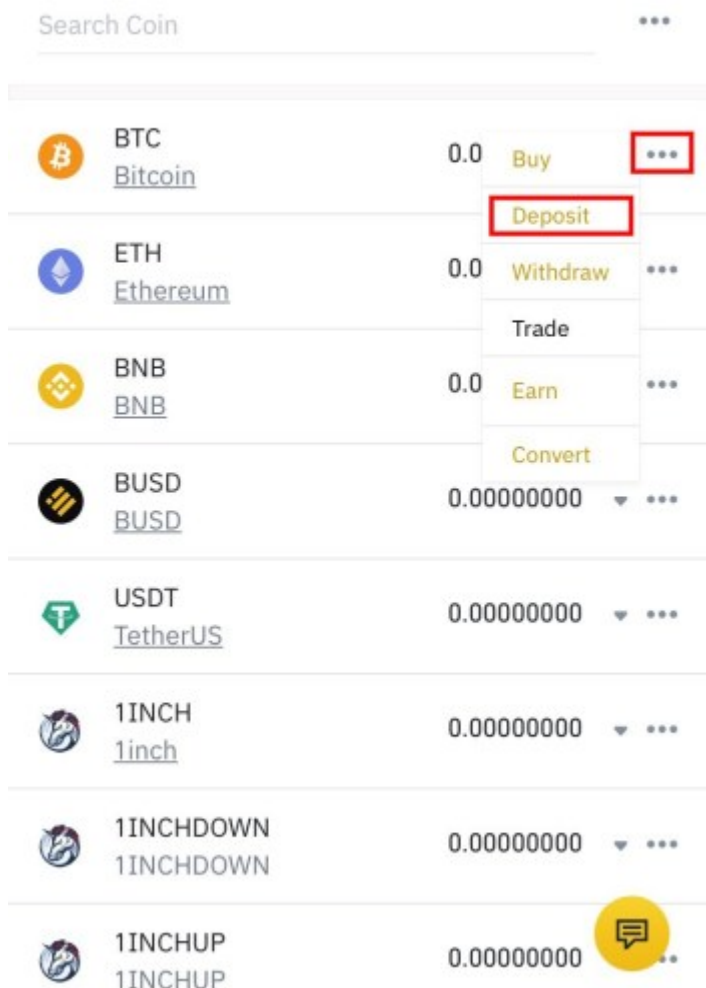 Search Coin
BTC
Bitcoin
0.0
Buy
Deposit
ETH
Ethereum
0.0
Withdraw
Trade
BNB
BNB
0.0
Earn
Convert
BUSD
BUSD
0.00000000
USDT
TetherUS
0.00000000
1INCH
1inch
0.00000000
1INCHDOWN
1INCHDOWN
0.00000000
1INCHUP
1INCHUP
0.00000000